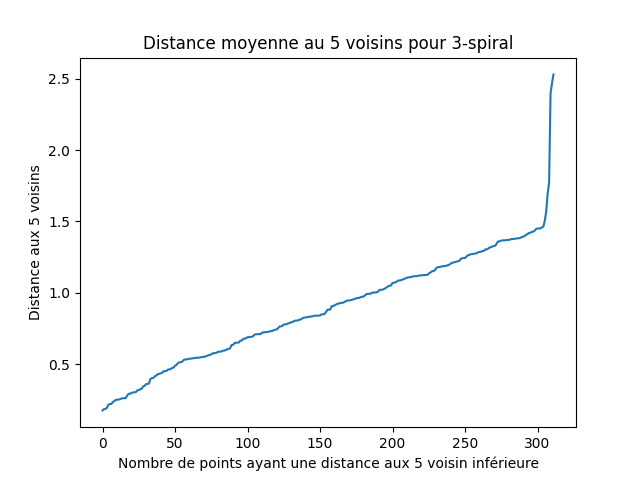 Distance moyenne au 5 voisins pour 3-spiral
2.5
2.0
1.5
1.0
0.5
Distance aux 5 voisins
0 50 100 150 200 250 300
Nombre de points ayant une distance aux 5 voisin inférieure